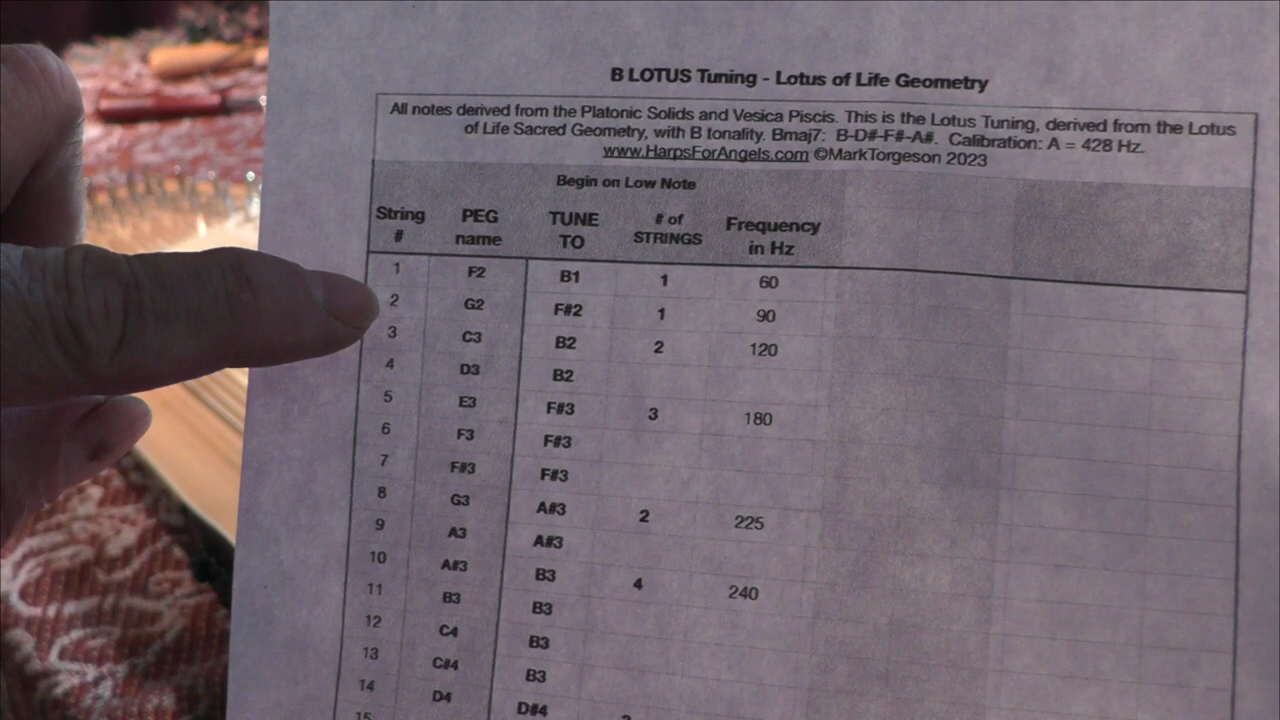 B LOTUS Tuning - Lotus of Life Geometry
All notes derived from the Platonic Solids and Vesica Piscis. This is the Lotus Tuning, derived from the Lotus
of Life Sacred Geometry, with B tonality. Bmaj7: B-D#-F#-A#. Calibration: A = 428 Hz.
www.HarpsForAngels.com ©MarkTorgeson 2023
Begin on Low Note
String # PEG name TUNE TO # of STRINGS Frequency in Hz
1 F2 B1 1 60
2 G2 F#2 1 90
3 C3 B2 2 120
4 D3 B2
5 E3 F#3 3 180
6 F3 F#3
7 F#3 F#3
8 G3 A#3 2 225
9 A3 A#3
10 A#3 B3 4 240
11 B3 B3
12 C4 B3
13 C#4 B3
14 D4 D#4
15